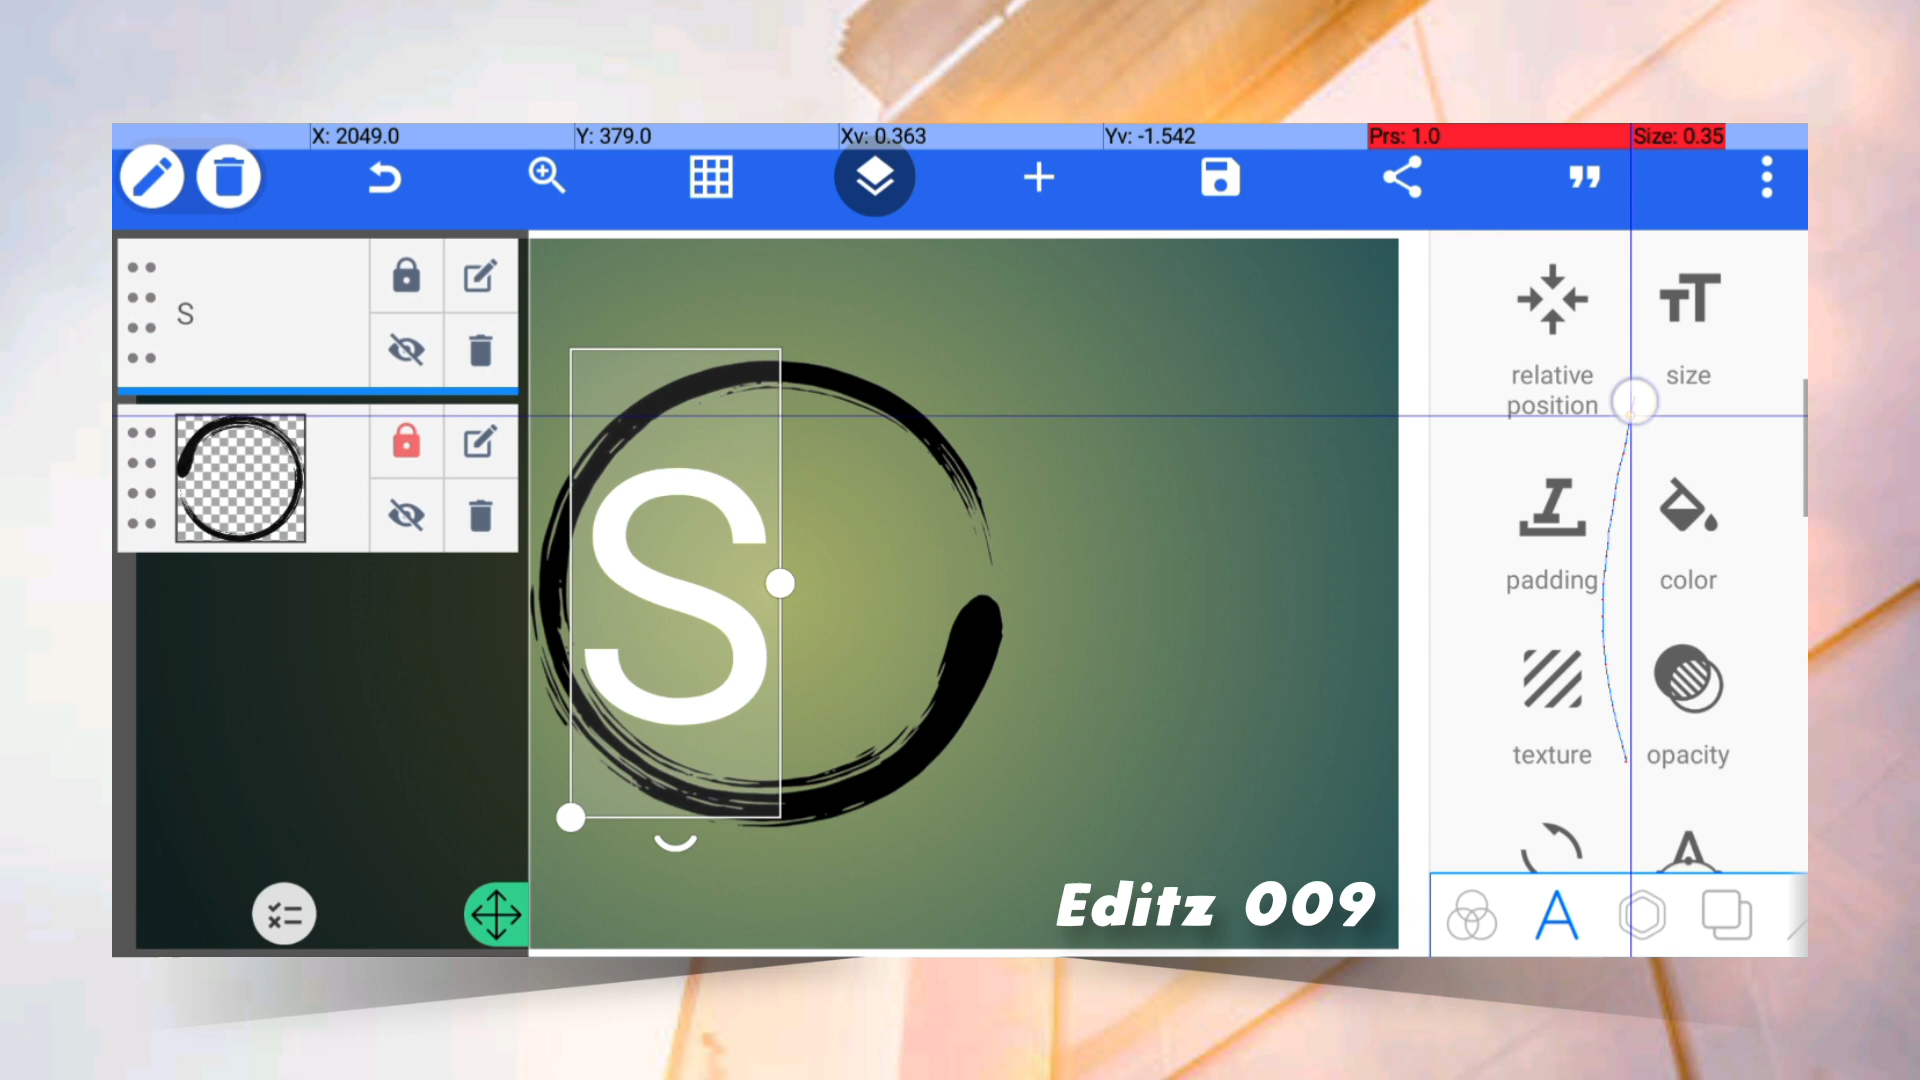 X: 2049.0 Y: 379.0 Xv: 0.363 Yv: -1.542 Prs: 1.0 Size: 0.35
S
S
relative position
size
padding
color
texture
opacity
Editz 009